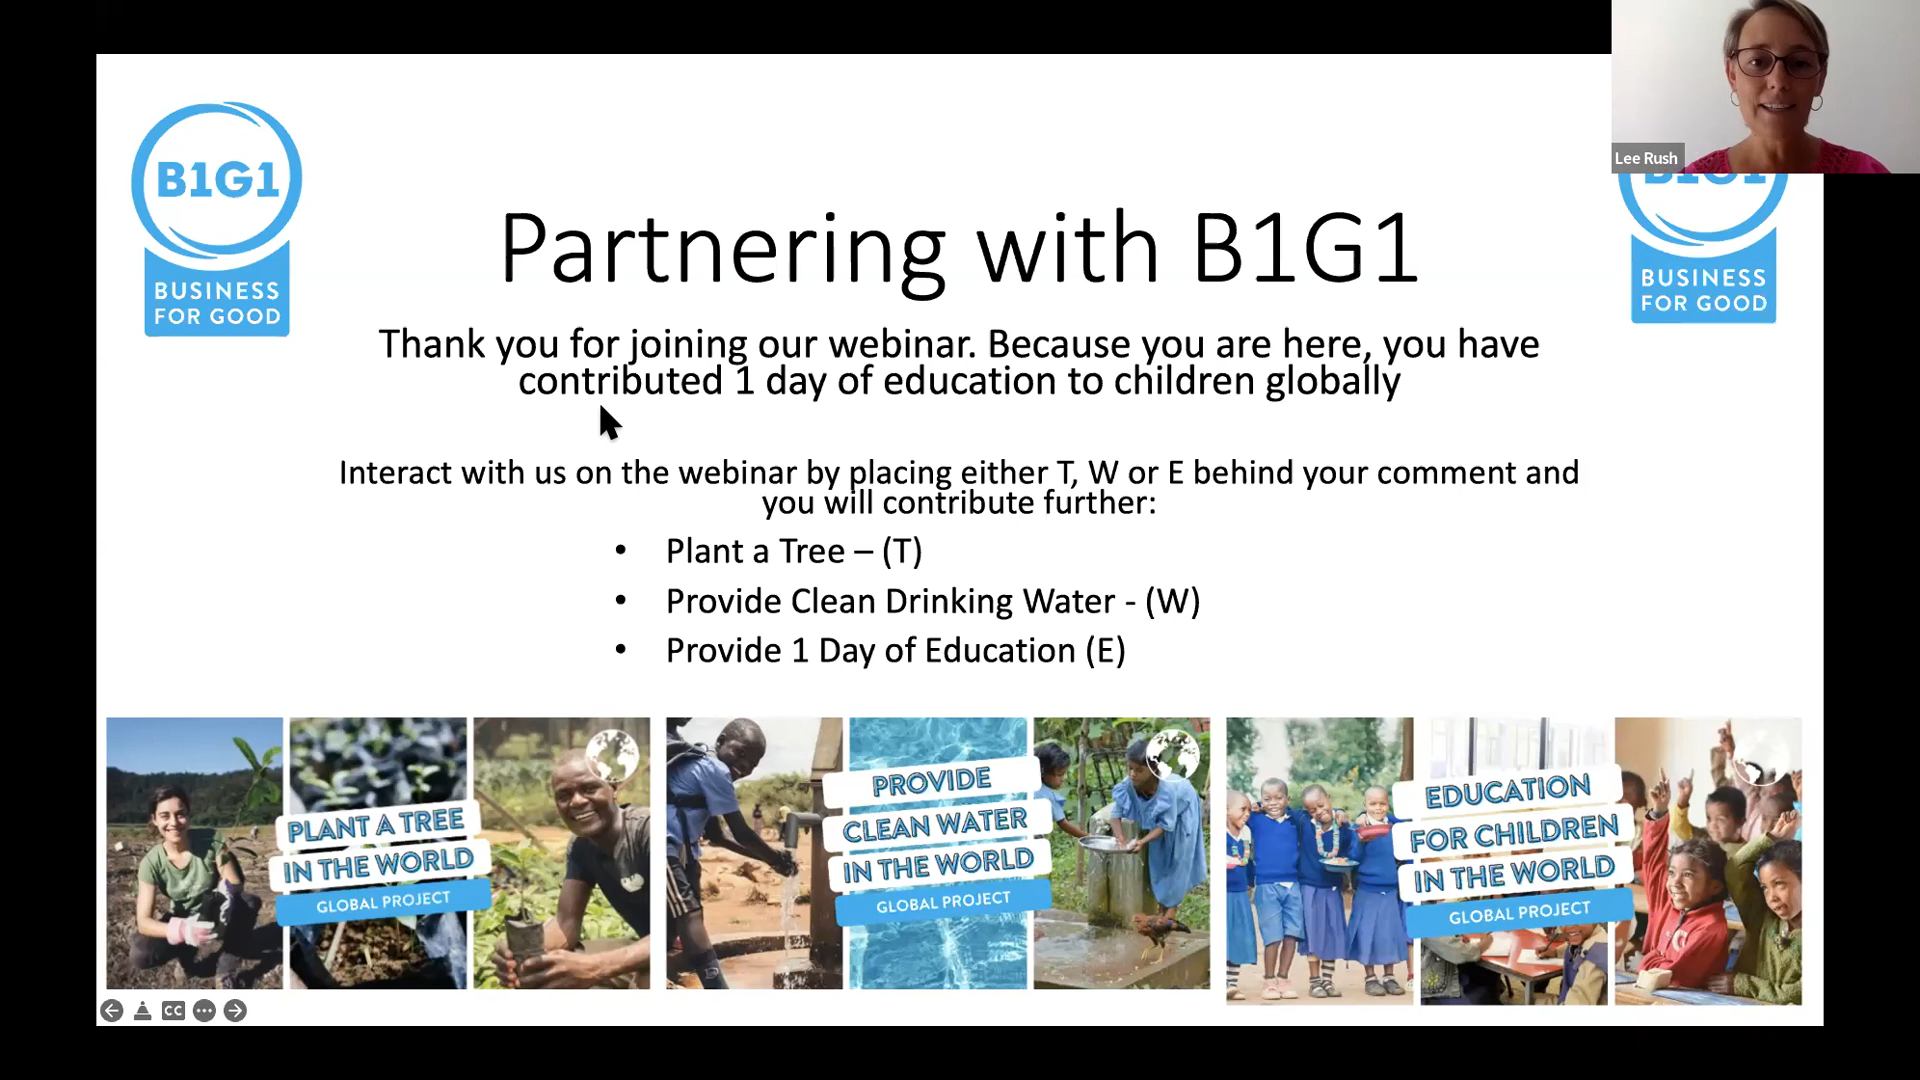 B1G1
BUSINESS
FOR GOOD
Lee Rush
BUSINESS
FOR GOOD
Partnering with B1G1
Thank you for joining our webinar. Because you are here, you have
contributed 1 day of education to children globally
Interact with us on the webinar by placing either T, W or E behind your comment and
you will contribute further:
• Plant a Tree – (T)
• Provide Clean Drinking Water - (W)
• Provide 1 Day of Education (E)
PLANT A TREE
IN THE WORLD
GLOBAL PROJECT
PROVIDE
CLEAN WATER
IN THE WORLD
GLOBAL PROJECT
EDUCATION
FOR CHILDREN
IN THE WORLD
GLOBAL PROJECT
CC